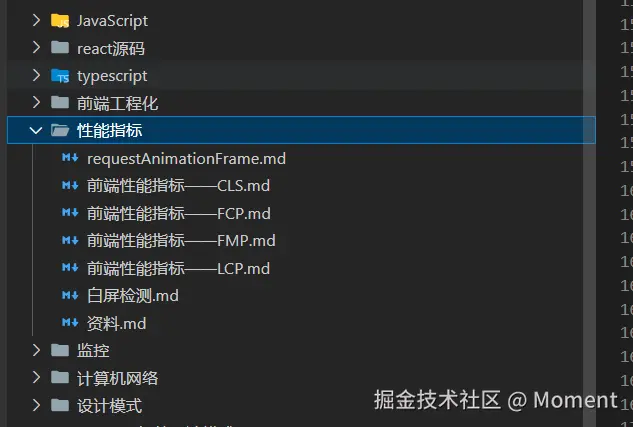 JavaScript
react源码
typescript
前端工程化
性能指标
requestAnimationFrame.md
前端性能指标——CLS.md
前端性能指标——FCP.md
前端性能指标——FMP.md
前端性能指标——LCP.md
白屏检测.md
资料.md
监控
计算机网络
设计模式
掘金技术社区 @ Moment